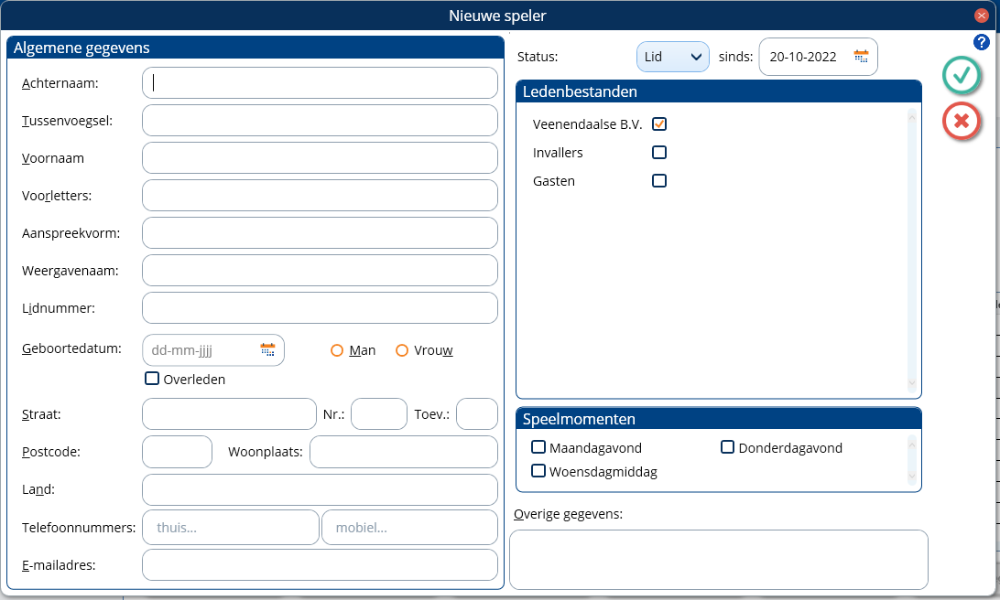 Nieuwe speler
?
Algemene gegevens
Achternaam:
Tussenvoegsel:
Voornaam
Voorletters:
Aanspreekvorm:
Weergavenaam:
Lidnummer:
Geboortedatum: dd-mm-jjjj Man Vrouw
Overleden
Straat: Nr.: Toev.:
Postcode: Woonplaats:
Land:
Telefoonnummers: thuis... mobiel...
E-mailadres:
Status: Lid sinds: 20-10-2022
Ledenbestanden
Veenendaalse B.V.
Invallers
Gasten
Speelmomenten
Maandagavond Donderdagavond
Woensdagmiddag
Overige gegevens: